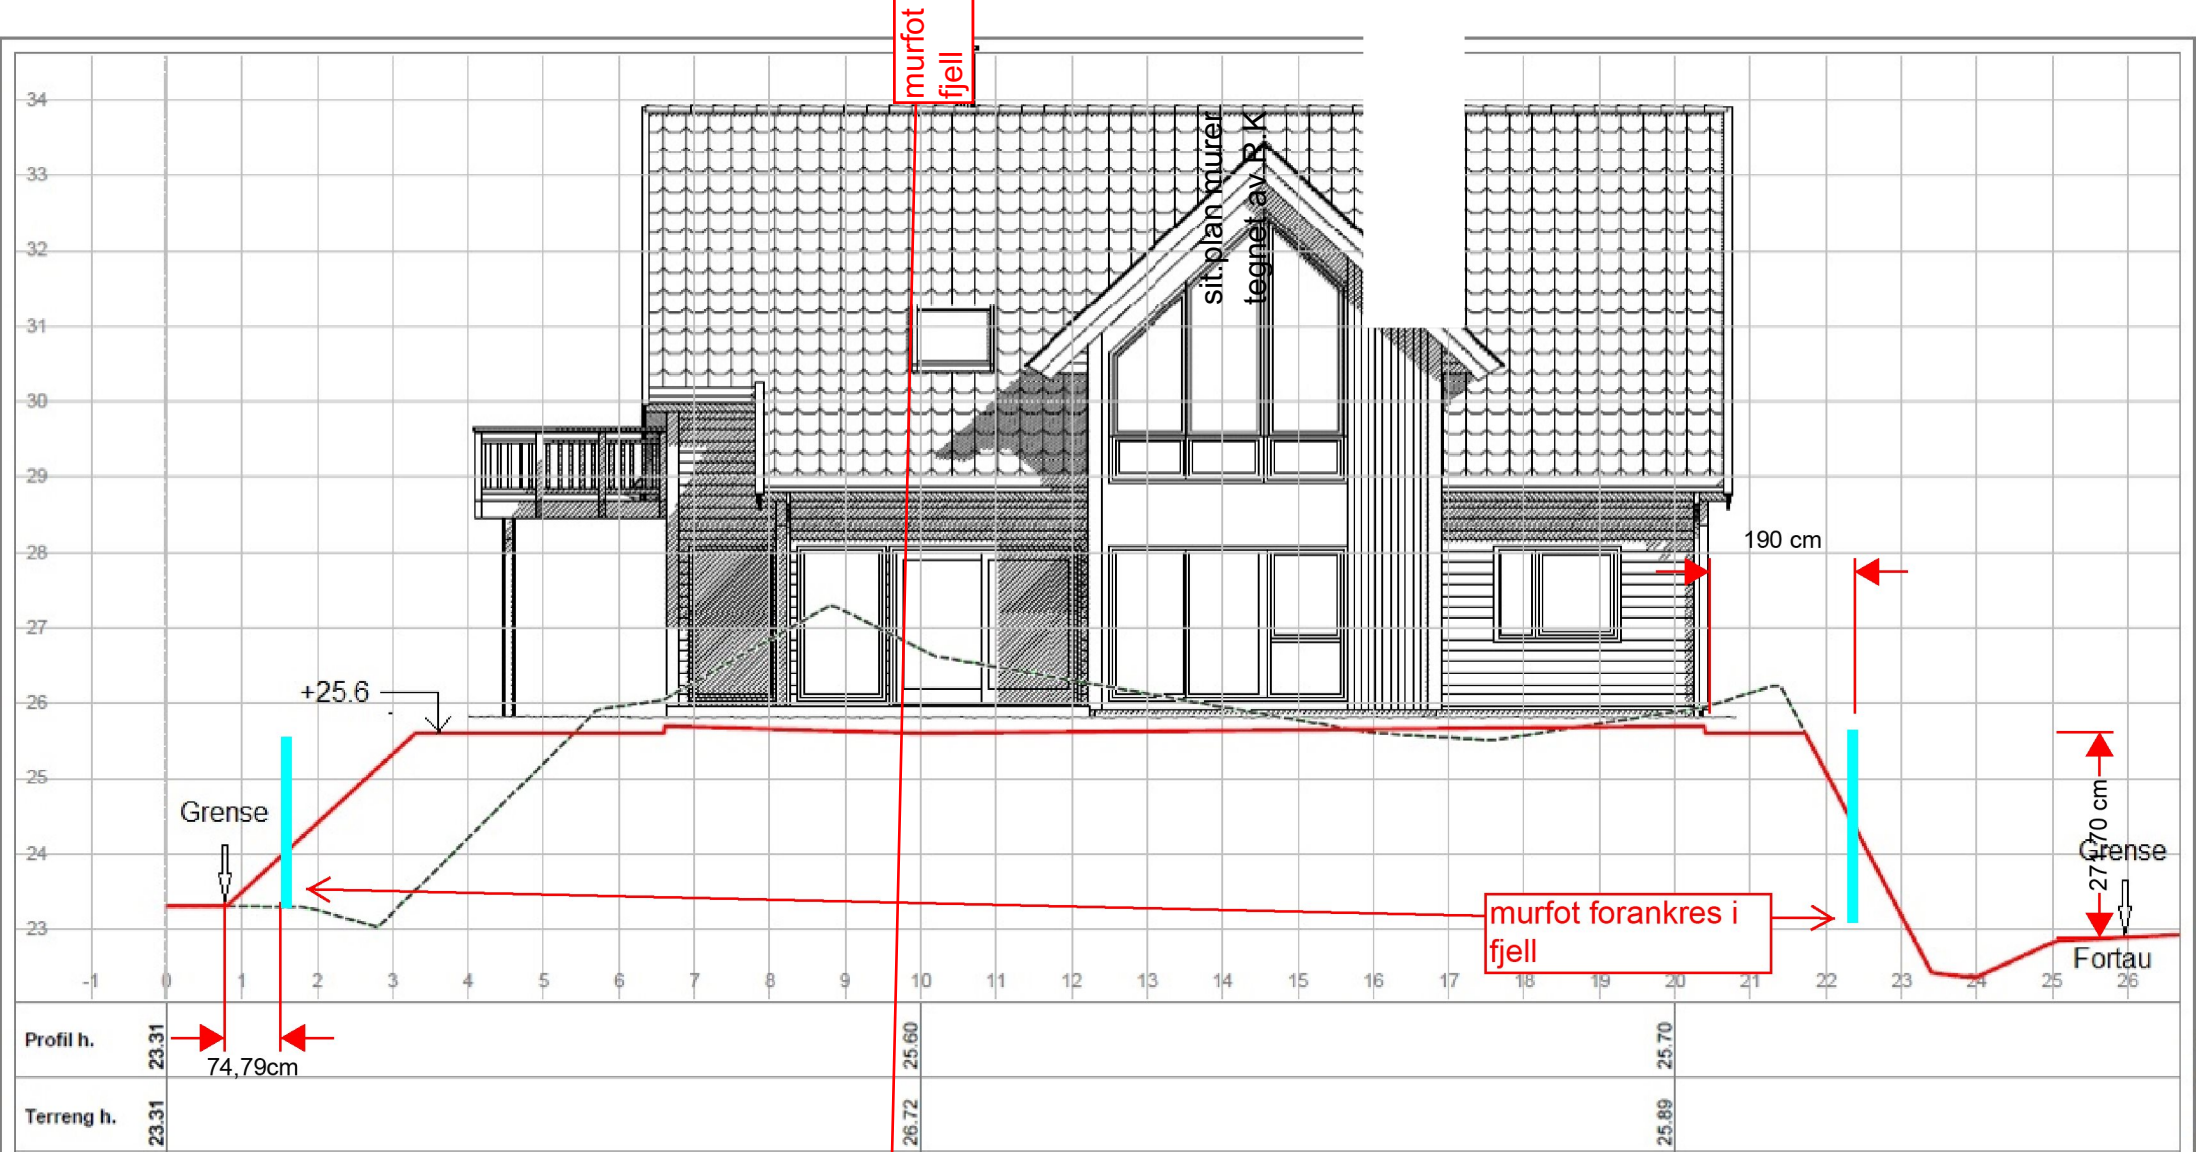 murfot
fjell
34
33
32
31
30
29
28
27
26
25
24
23
sit.plan murer
tegnet av R.K
190 cm
+25.6
Grense
271,70 cm
Grense
murfot forankres i
fjell
Fortau
-1 0 1 2 3 4 5 6 7 8 9 10 11 12 13 14 15 16 17 18 19 20 21 22 23 24 25 26
Profil h. 23.31 25.60 25.70
74,79cm
Terreng h. 23.31 26.72 25.89